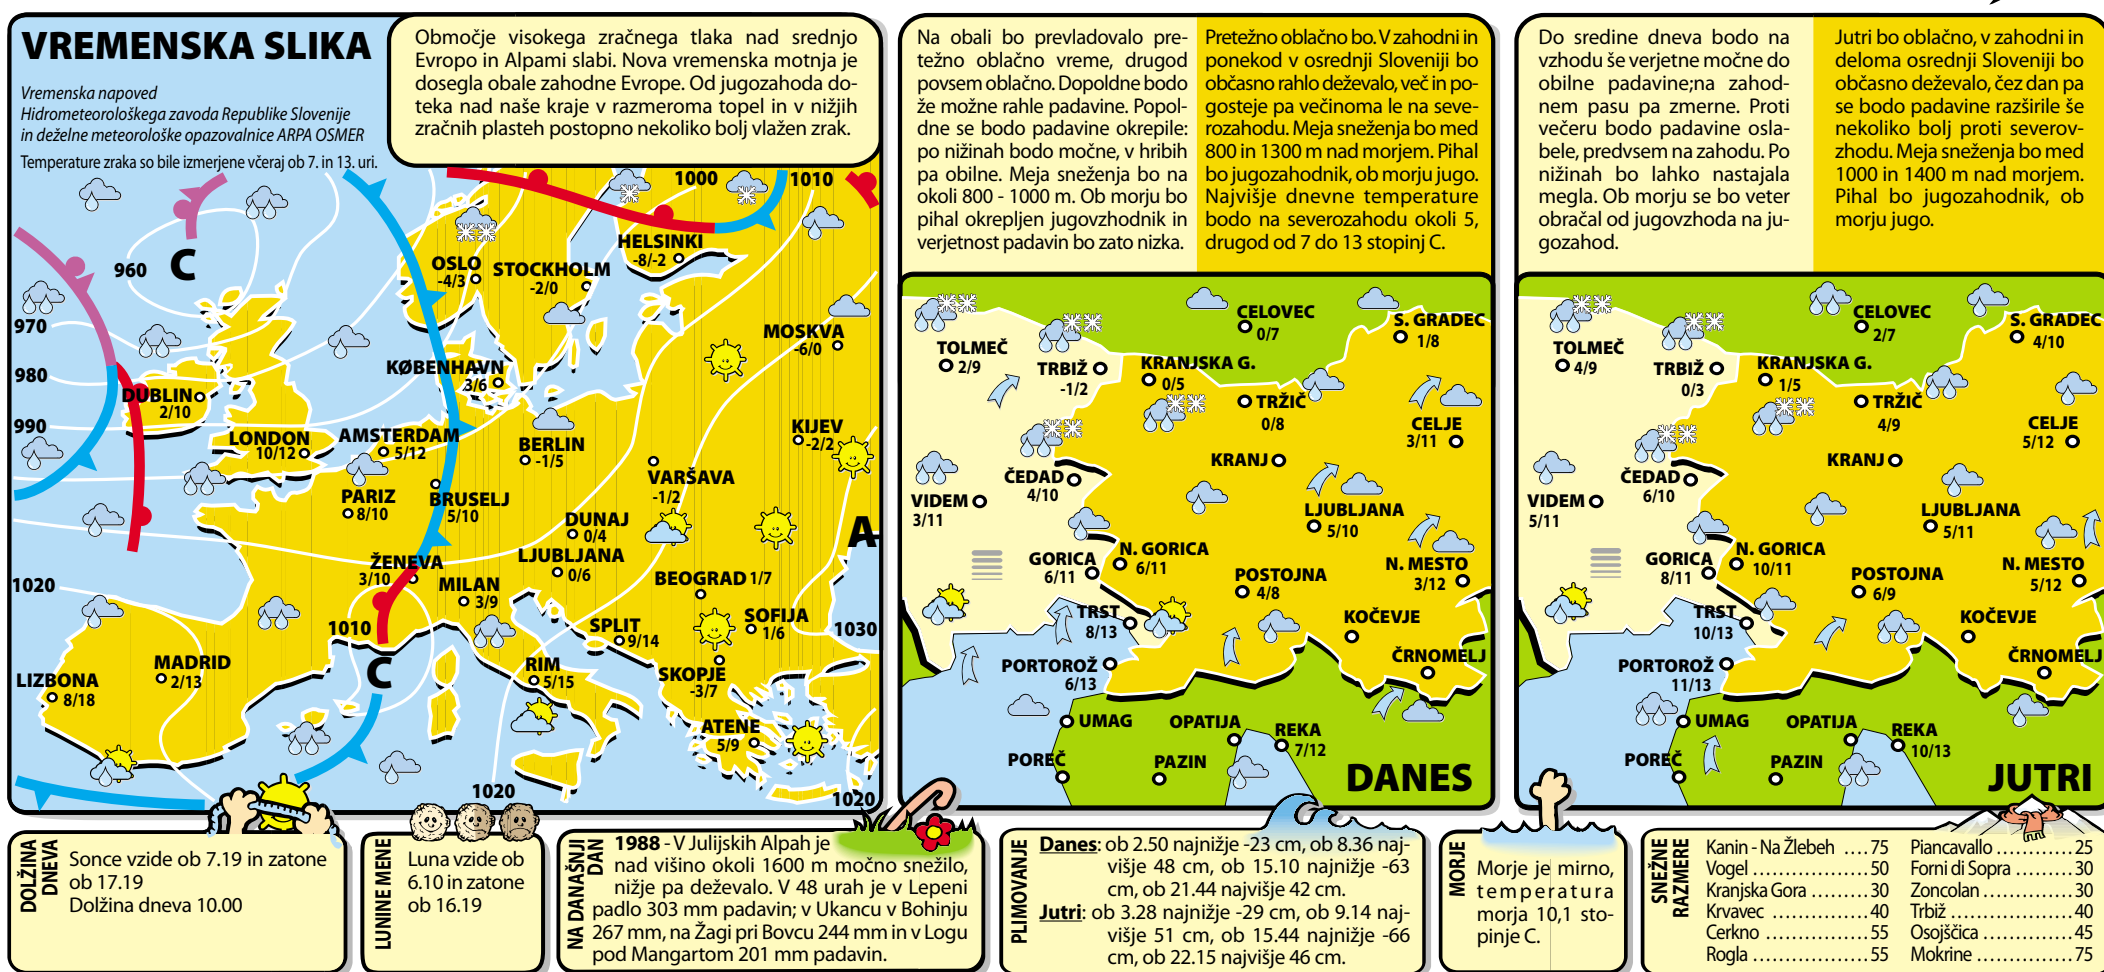 VREMENSKA SLIKA
Vremenska napoved
Hidrometeorološkega zavoda Republike Slovenije
in deželne meteorološke opazovalnice ARPA OSMER
Temperature zraka so bile izmerjene včeraj ob 7. in 13. uri.
Območje visokega zračnega tlaka nad srednjo
Evropo in Alpami slabi. Nova vremenska motnja je
dosegla obale zahodne Evrope. Od jugozahoda do-
teka nad naše kraje v razmeroma topel in v nižjih
zračnih plasteh postopno nekoliko bolj vlažen zrak.
1000
1010
960
C
HELSINKI
-8/-2
OSLO
-4/3
STOCKHOLM
-2/0
970
MOSKVA
-6/0
980
KØBENHAVN
3/6
DUBLIN
2/10
990
LONDON
10/12
AMSTERDAM
5/12
BERLIN
-1/5
KIJEV
-2/2
PARIZ
8/10
BRUSELJ
5/10
VARŠAVA
-1/2
DUNAJ
0/4
A
ŽENEVA
3/10
LJUBLJANA
0/6
1020
MILAN
3/9
BEOGRAD 1/7
1010
SPLIT
9/14
SOFIJA
1/6
1030
LIZBONA
8/18
MADRID
2/13
C
RIM
5/15
SKOPJE
-3/7
ATENE
5/9
1020
1020
Na obali bo prevladovalo pre-
težno oblačno vreme, drugod
povsem oblačno. Dopoldne bodo
že možne rahle padavine. Popol-
dne se bodo padavine okrepile:
po nižinah bodo močne, v hribih
pa obilne. Meja sneženja bo na
okoli 800 - 1000 m. Ob morju bo
pihal okrepljen jugovzhodnik in
verjetnost padavin bo zato nizka.
Pretežno oblačno bo. V zahodni in
ponekod v osrednji Sloveniji bo
občasno rahlo deževalo, več in po-
gosteje pa večinoma le na seve-
rozahodu. Meja sneženja bo med
800 in 1300 m nad morjem. Pihal
bo jugozahodnik, ob morju jugo.
Najvišje dnevne temperature
bodo na severozahodu okoli 5,
drugod od 7 do 13 stopinj C.
CELOVEC
0/7
S. GRADEC
1/8
TOLMEČ
2/9
TRBIŽ
-1/2
KRANJSKA G.
0/5
TRŽIČ
0/8
CELJE
3/11
KRANJ
ČEDAD
4/10
VIDEM
3/11
LJUBLJANA
5/10
GORICA
6/11
N. GORICA
6/11
POSTOJNA
4/8
N. MESTO
3/12
TRST
8/13
KOČEVJE
PORTOROŽ
6/13
ČRNOMELJ
UMAG
OPATIJA
REKA
7/12
POREČ
PAZIN
DANES
Do sredine dneva bodo na
vzhodu še verjetne močne do
obilne padavine;na zahod-
nem pasu pa zmerne. Proti
večeru bodo padavine osla-
bele, predvsem na zahodu. Po
nižinah bo lahko nastajala
megla. Ob morju se bo veter
obračal od jugovzhoda na ju-
gozahod.
Jutri bo oblačno, v zahodni in
deloma osrednji Sloveniji bo
občasno deževalo, čez dan pa
se bodo padavine razširile še
nekoliko bolj proti severov-
zhodu. Meja sneženja bo med
1000 in 1400 m nad morjem.
Pihal bo jugozahodnik, ob
morju jugo.
CELOVEC
2/7
S. GRADEC
4/10
TOLMEČ
4/9
TRBIŽ
0/3
KRANJSKA G.
1/5
TRŽIČ
4/9
CELJE
5/12
KRANJ
ČEDAD
6/10
VIDEM
5/11
LJUBLJANA
5/11
GORICA
8/11
N. GORICA
10/11
POSTOJNA
6/9
N. MESTO
5/12
TRST
10/13
KOČEVJE
PORTOROŽ
11/13
ČRNOMELJ
UMAG
OPATIJA
REKA
10/13
POREČ
PAZIN
JUTRI
DOLŽINA
DNEVA
Sonce vzide ob 7.19 in zatone
ob 17.19
Dolžina dneva 10.00
LUNINE MENE
Luna vzide ob
6.10 in zatone
ob 16.19
NA DANAŠNJI
DAN
1988 - V Julijskih Alpah je
nad višino okoli 1600 m močno snežilo,
nižje pa deževalo. V 48 urah je v Lepeni
padlo 303 mm padavin; v Ukancu v Bohinju
267 mm, na Žagi pri Bovcu 244 mm in v Logu
pod Mangartom 201 mm padavin.
PLIMOVANJE
Danes: ob 2.50 najnižje -23 cm, ob 8.36 naj-
višje 48 cm, ob 15.10 najnižje -63
cm, ob 21.44 najvišje 42 cm.
Jutri: ob 3.28 najnižje -29 cm, ob 9.14 naj-
višje 51 cm, ob 15.44 najnižje -66
cm, ob 22.15 najvišje 46 cm.
MORJE
Morje je mirno,
temperatura
morja 10,1 sto-
pinje C.
SNEŽNE
RAZMERE
Kanin - Na Žlebeh ....75
Vogel ....................50
Kranjska Gora .........30
Krvavec .................40
Cerkno ..................55
Rogla ....................55
Piancavallo .............25
Forni di Sopra .........30
Zoncolan ...............30
Trbiž .....................40
Osojščica ...............45
Mokrine .................75